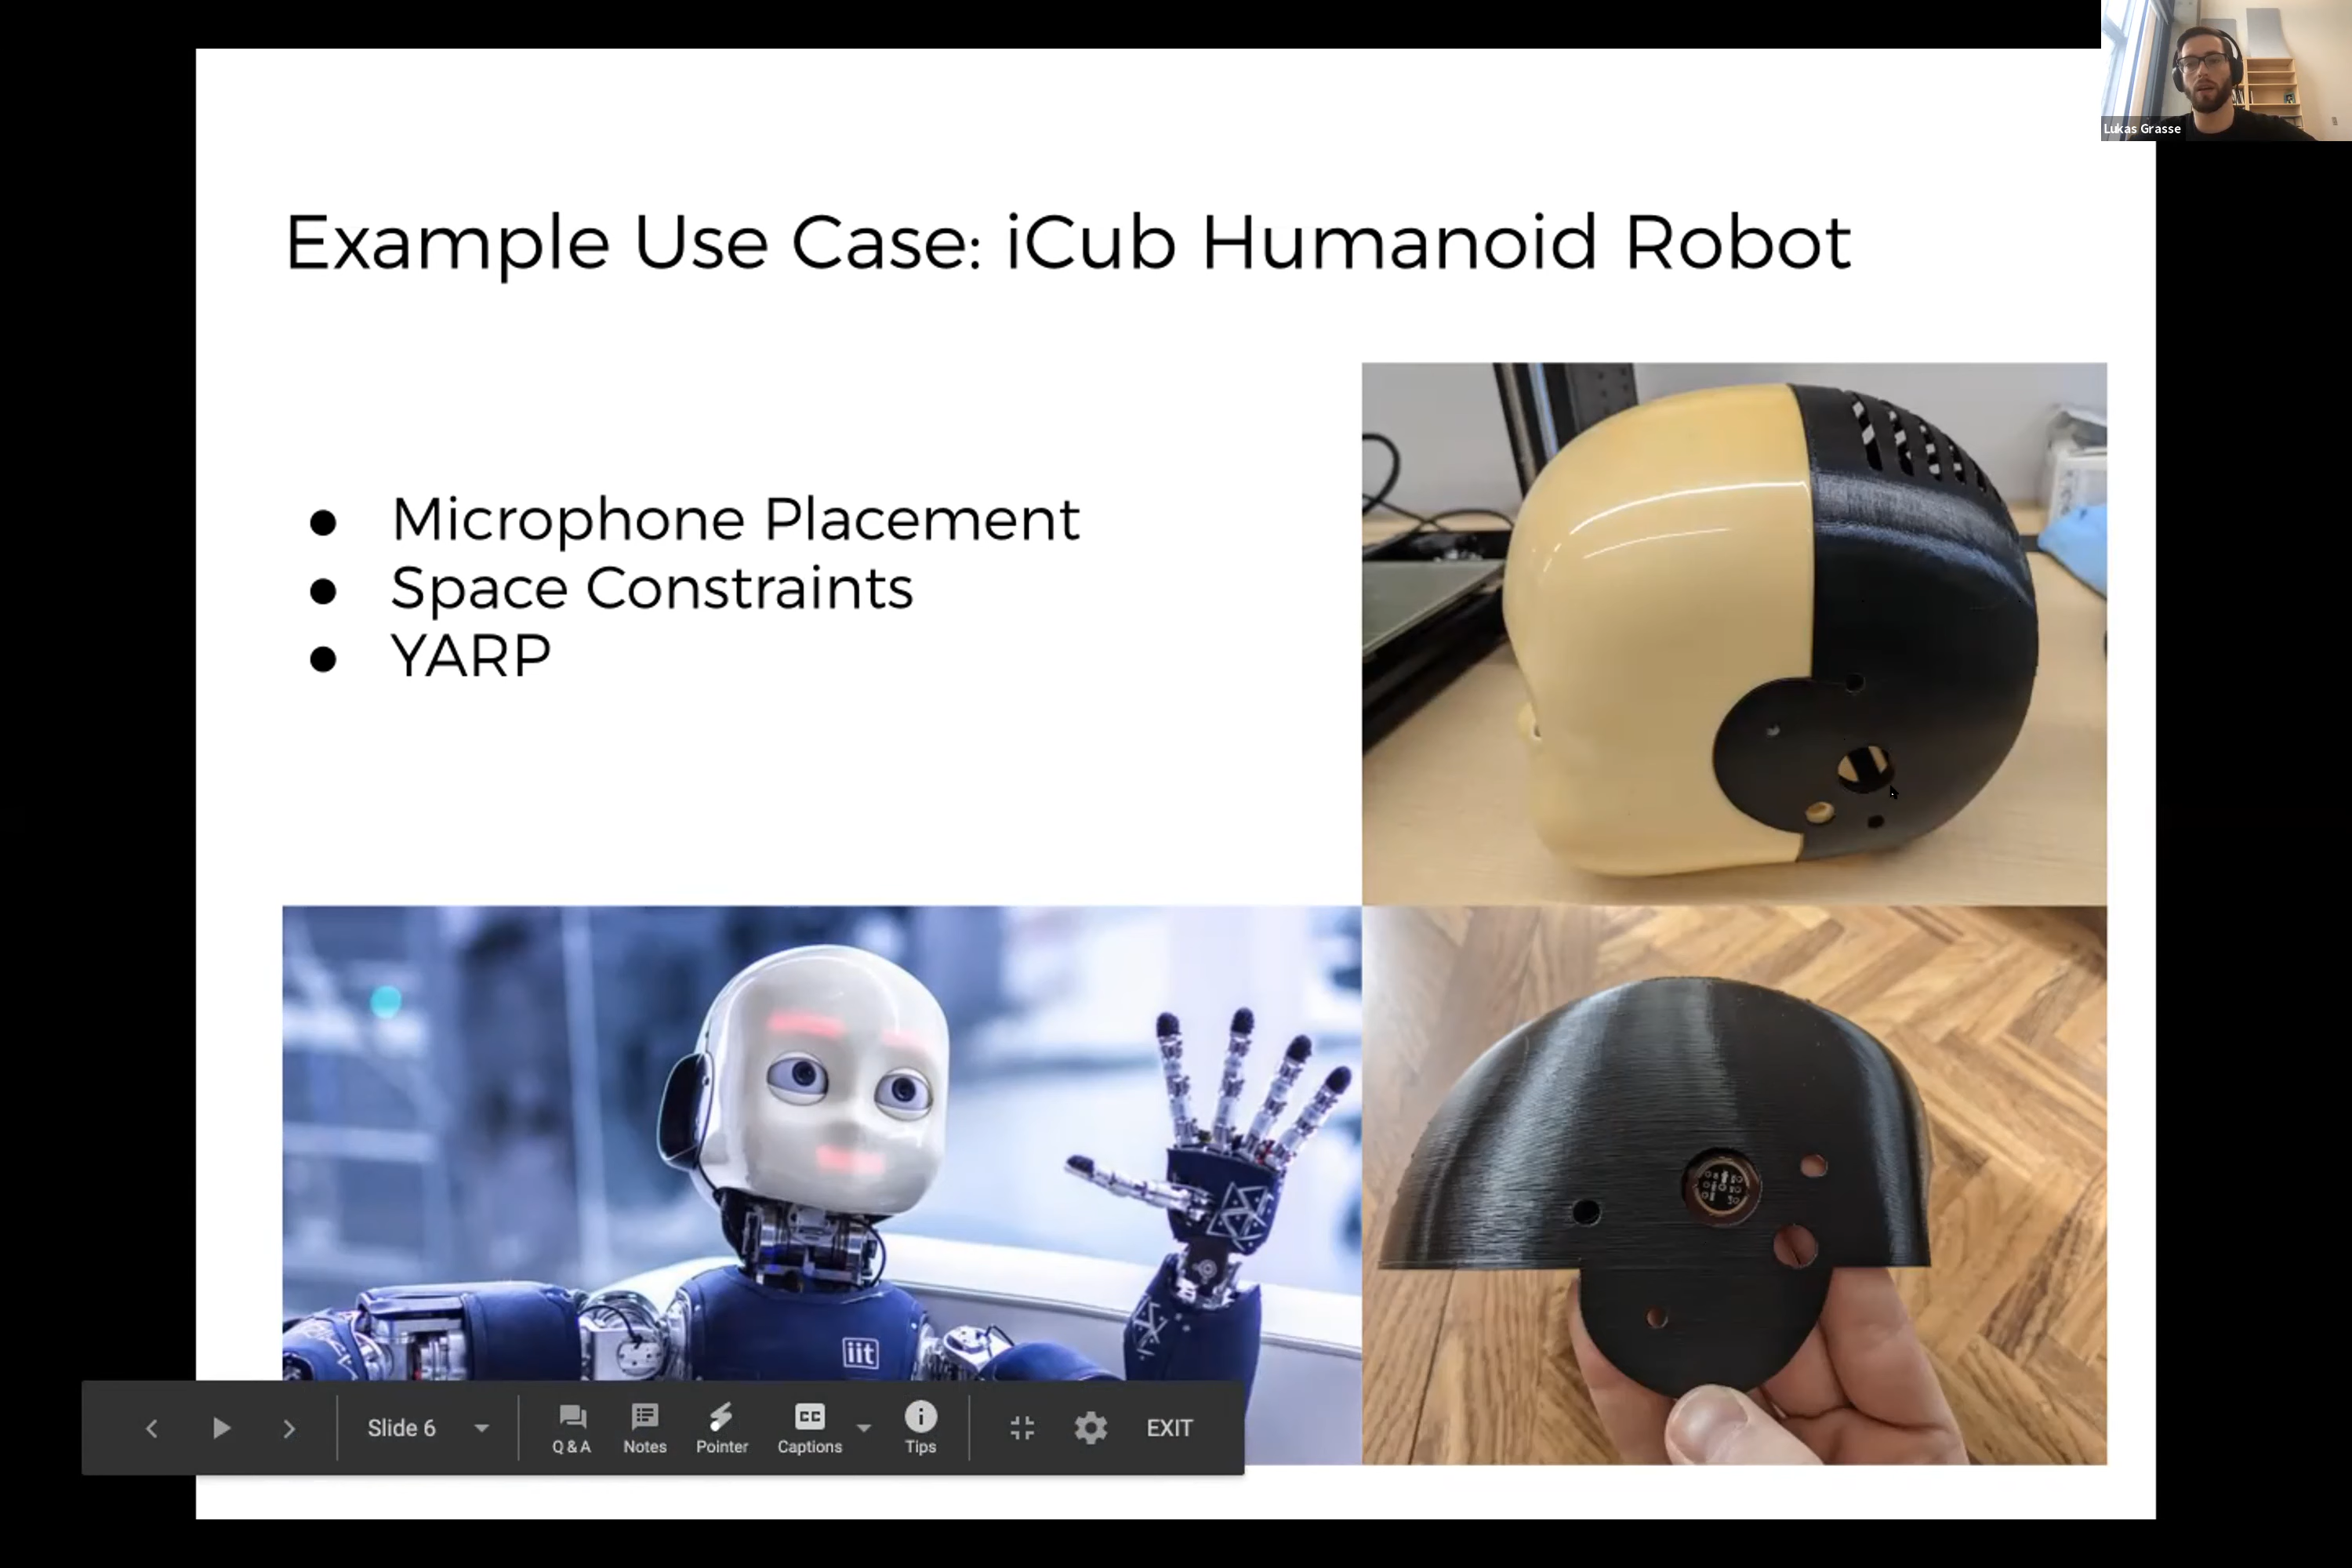 Lukas Grasse
Example Use Case: iCub Humanoid Robot
● Microphone Placement
● Space Constraints
● YARP
iit
Slide 6
Q & A
Notes
Pointer
CC
Captions
Tips
EXIT